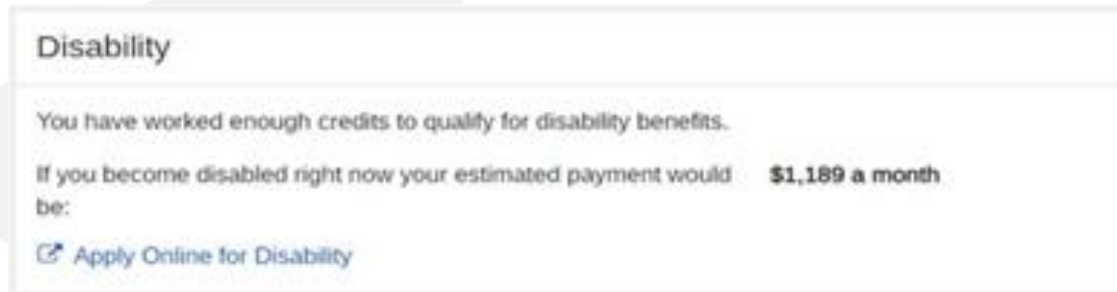 Disability
You have worked enough credits to qualify for disability benefits.
If you become disabled right now your estimated payment would $1,189 a month
be:
Apply Online for Disability